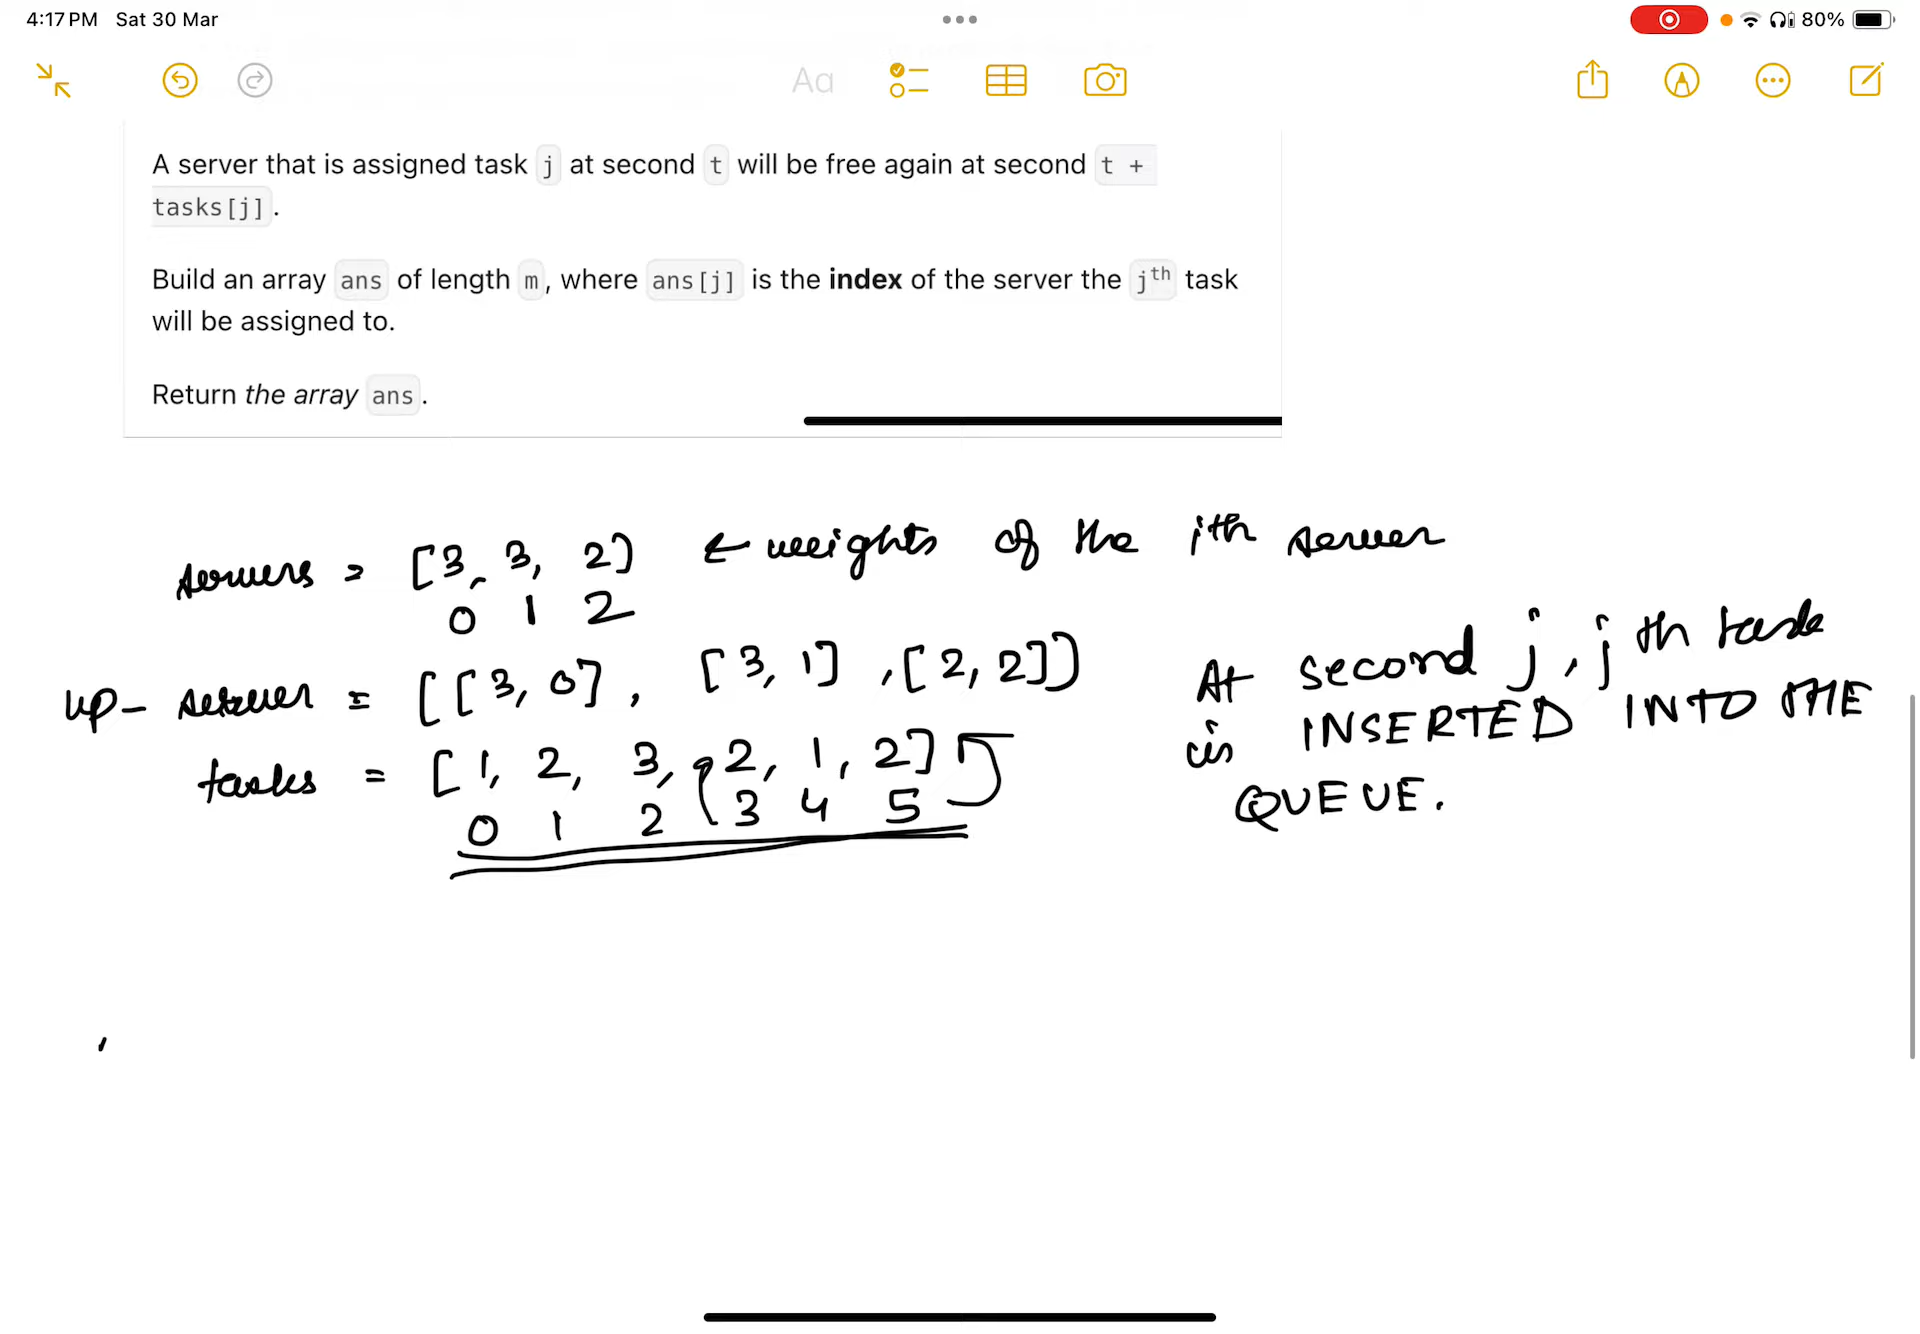 4:17 PM Sat 30 Mar
80%
Aa
A server that is assigned task j at second t will be free again at second t +
tasks[j].
Build an array ans of length m, where ans[j] is the index of the server the jth task
will be assigned to.
Return the array ans.
servers = [3, 3, 2] ← weights of the ith server
0 1 2
up-server = [[3, 0], [3, 1], [2, 2]]
At second j, jth task
is INSERTED INTO THE
QUEUE.
tasks = [1, 2, 3, 2, 1, 2]
0 1 2 3 4 5